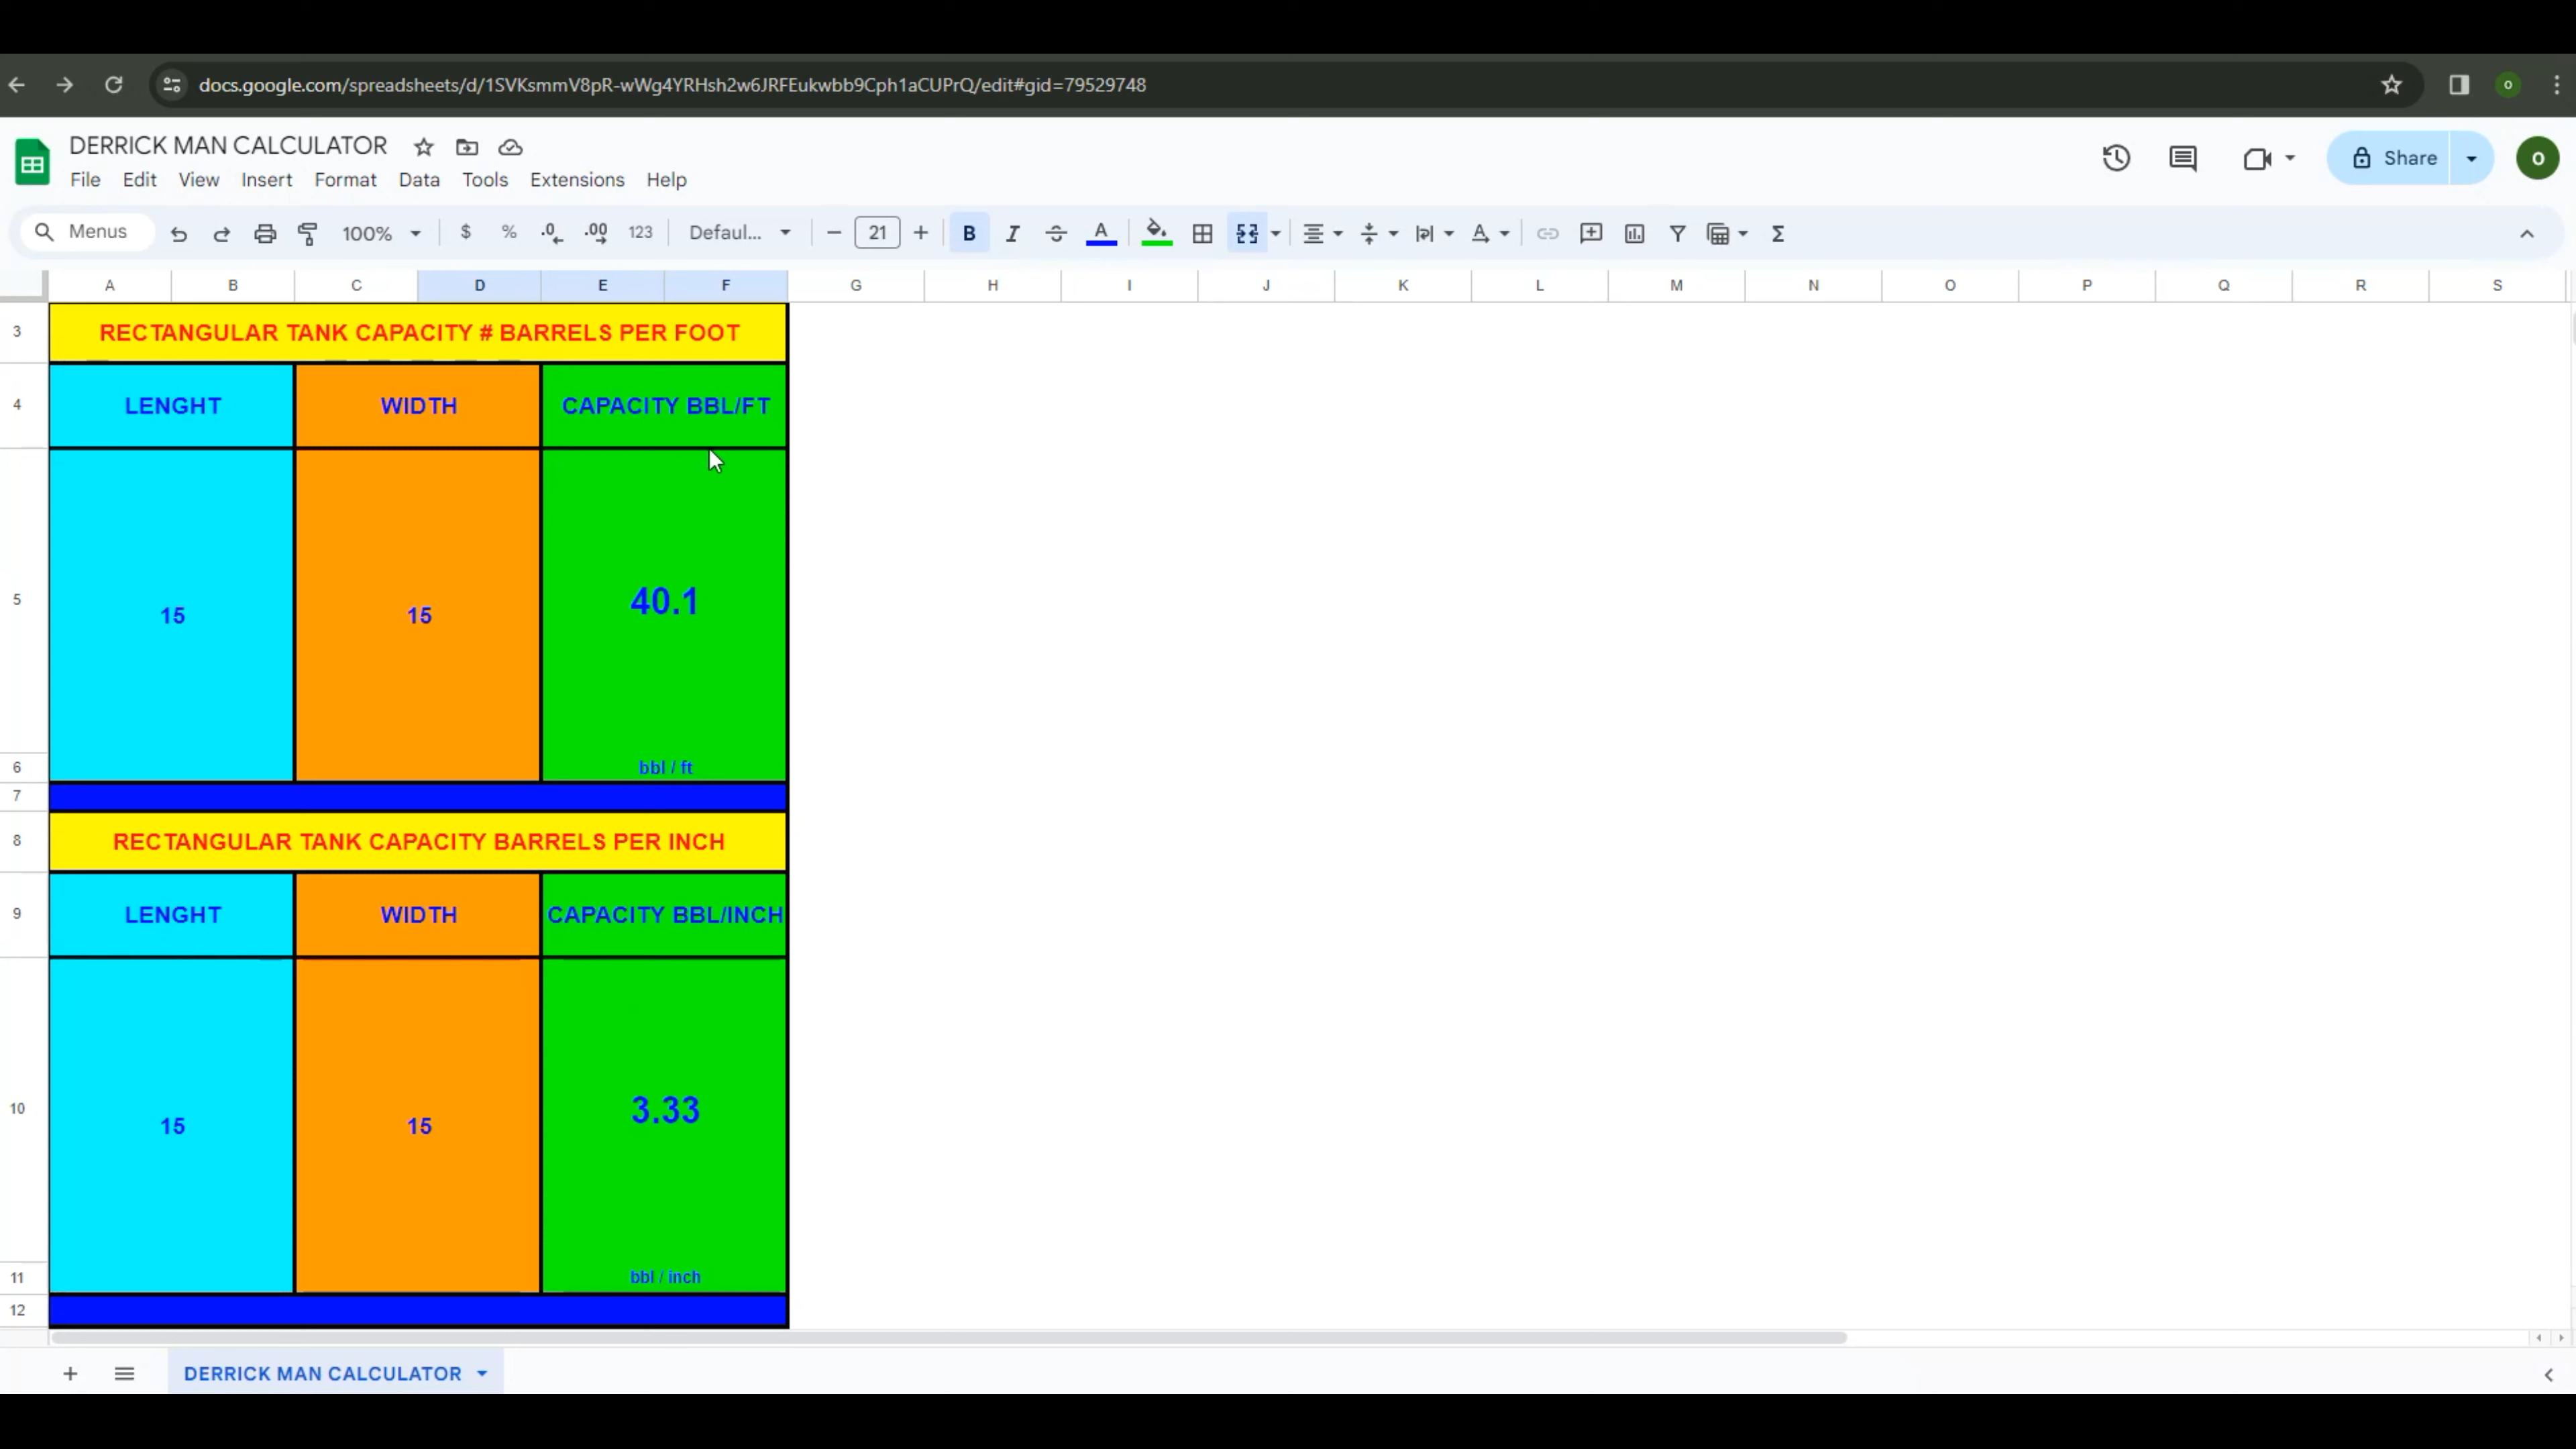 docs.google.com/spreadsheets/d/1SVKsmmV8pR-wWg4YRHsh2w6JRFEukwbb9Cph1aCUPrQ/edit#gid=79529748
DERRICK MAN CALCULATOR
File Edit View Insert Format Data Tools Extensions Help
Share
O
Menus 100% $ % .0 .00 123 Defaul... 21
A B C D E F G H I J K L M N O P Q R S
3 RECTANGULAR TANK CAPACITY # BARRELS PER FOOT
4 LENGHT WIDTH CAPACITY BBL/FT
5 15 15 40.1
6 bbl / ft
7
8 RECTANGULAR TANK CAPACITY BARRELS PER INCH
9 LENGHT WIDTH CAPACITY BBL/INCH
10 15 15 3.33
11 bbl / inch
12
DERRICK MAN CALCULATOR